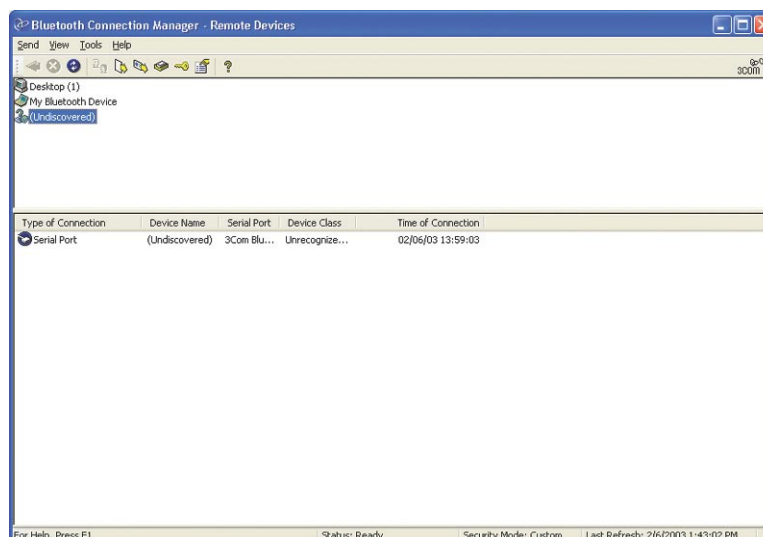 Bluetooth Connection Manager - Remote Devices
Send View Tools Help
3com
Desktop (1)
My Bluetooth Device
(Undiscovered)
Type of Connection Device Name Serial Port Device Class Time of Connection
Serial Port (Undiscovered) 3Com Blu... Unrecognize... 02/06/03 13:59:03
For Help, Press F1 Status: Ready Security Mode: Custom Last Refresh: 2/6/2003 1:43:02 PM